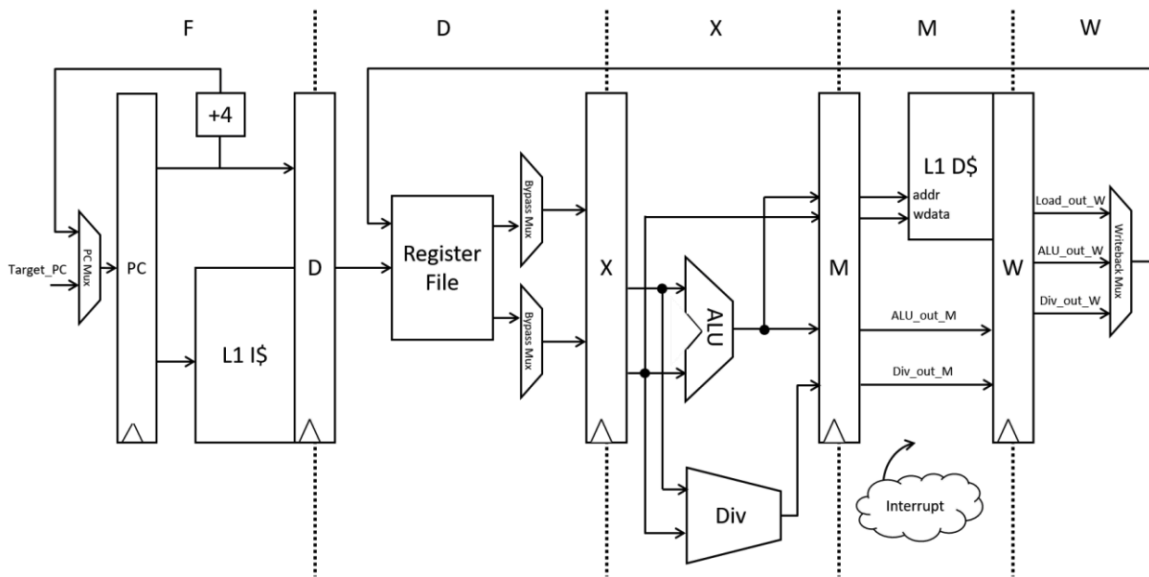 F
D
X
M
W
+4
Target_PC
PC Mux
PC
L1 I$
D
Register
File
Bypass Mux
Bypass Mux
X
ALU
Div
M
L1 D$
addr
wdata
ALU_out_M
Div_out_M
Interrupt
W
Load_out_W
ALU_out_W
Div_out_W
Writeback Mux